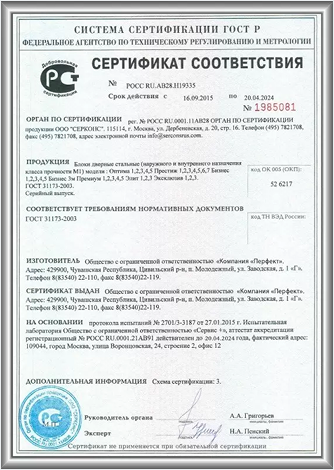 СИСТЕМА СЕРТИФИКАЦИИ ГОСТ Р
ФЕДЕРАЛЬНОЕ АГЕНТСТВО ПО ТЕХНИЧЕСКОМУ РЕГУЛИРОВАНИЮ И МЕТРОЛОГИИ
Добровольная
сертификация
СЕРТИФИКАТ СООТВЕТСТВИЯ
№ РОСС RU.АВ28.Н19335
Срок действия с 16.09.2015 по 20.04.2024
№ 1985081
ОРГАН ПО СЕРТИФИКАЦИИ рег. № РОСС RU.0001.11АВ28 ОРГАН ПО СЕРТИФИКАЦИИ
продукции ООО "СЕРКОНС". 115114, г. Москва, ул. Дербеневская, д. 20, стр. 16. Телефон (495) 7821708,
факс (495) 7821708, адрес электронной почты info@serconsrus.com.
ПРОДУКЦИЯ Блоки дверные стальные (наружного и внутреннего назначения
класса прочности М1) модели : Оптима 1,2,3,4,5 Престиж 1,2,3,4,5,6,7 Бизнес
1,2,3,4,5 Бизнес 3м Премиум 1,2,3,4,5 Элит 1,2,3 Эксклюзив 1,2,3.
ГОСТ 31173-2003
Серийный выпуск.
код ОК 005 (ОКП):
52 6217
СООТВЕТСТВУЕТ ТРЕБОВАНИЯМ НОРМАТИВНЫХ ДОКУМЕНТОВ
ГОСТ 31173-2003
код ТН ВЭД России:
ИЗГОТОВИТЕЛЬ Общество с ограниченной ответственностью «Компания «Перфект».
Адрес: 429900, Чувашская Республика, Цивильский р-н, п. Молодежный, ул. Заводская, д. 1 «Г».
Телефон 8(83540) 22-110, факс 8(83540)22-119.
СЕРТИФИКАТ ВЫДАН Общество с ограниченной ответственностью «Компания «Перфект».
Адрес: 429900, Чувашская Республика, Цивильский р-н, п. Молодежный, ул. Заводская, д. 1 «Г».
Телефон 8(83540) 22-110, факс 8(83540)22-119.
НА ОСНОВАНИИ протокола испытаний № 2701/3-3187 от 27.01.2015 г. Испытательная
лаборатория Общество с ограниченной ответственностью «Сервис +», аттестат аккредитации
регистрационный № РОСС RU.0001.21АВ91 действителен до 20.04.2024 года, фактический адрес:
109044, город Москва, улица Воронцовская, 24, строение 2, офис 12
ДОПОЛНИТЕЛЬНАЯ ИНФОРМАЦИЯ Схема сертификации: 3.
Руководитель органа
А.А. Григорьев
Эксперт
Н.А. Пенский
Сертификат не применяется при обязательной сертификации